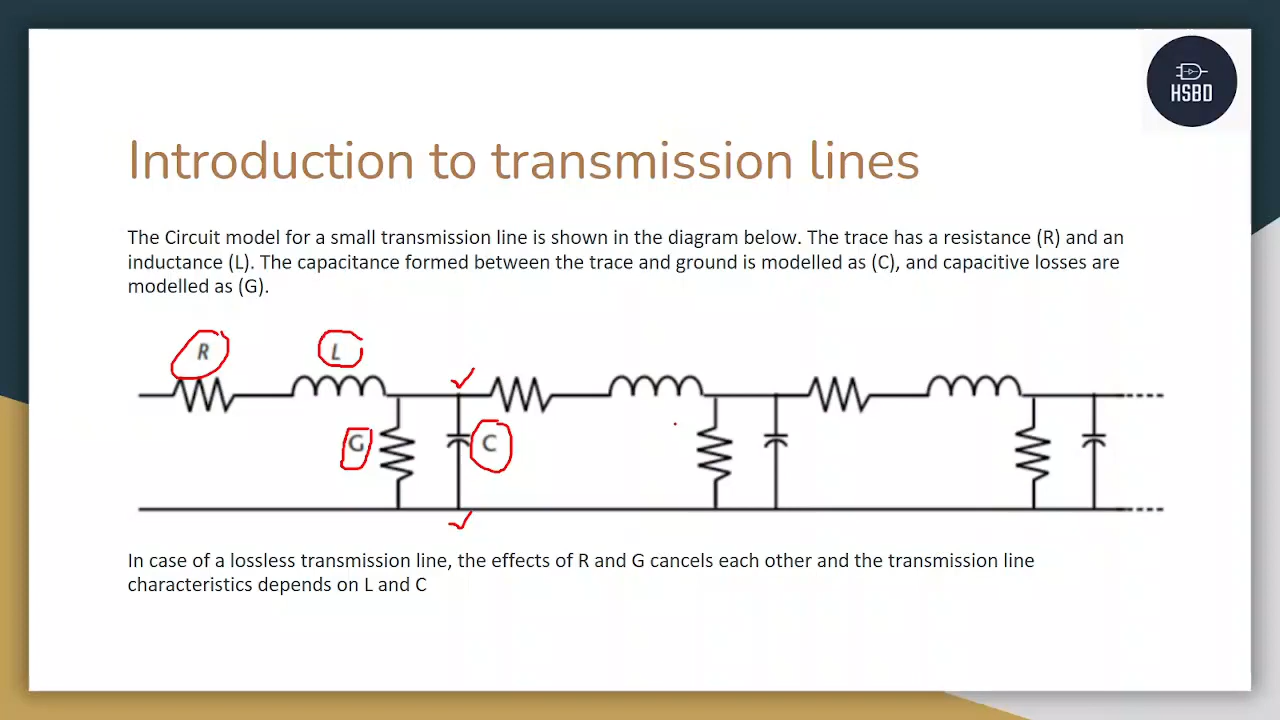 HSBD
Introduction to transmission lines
The Circuit model for a small transmission line is shown in the diagram below. The trace has a resistance (R) and an
inductance (L). The capacitance formed between the trace and ground is modelled as (C), and capacitive losses are
modelled as (G).
R
L
G
C
In case of a lossless transmission line, the effects of R and G cancels each other and the transmission line
characteristics depends on L and C